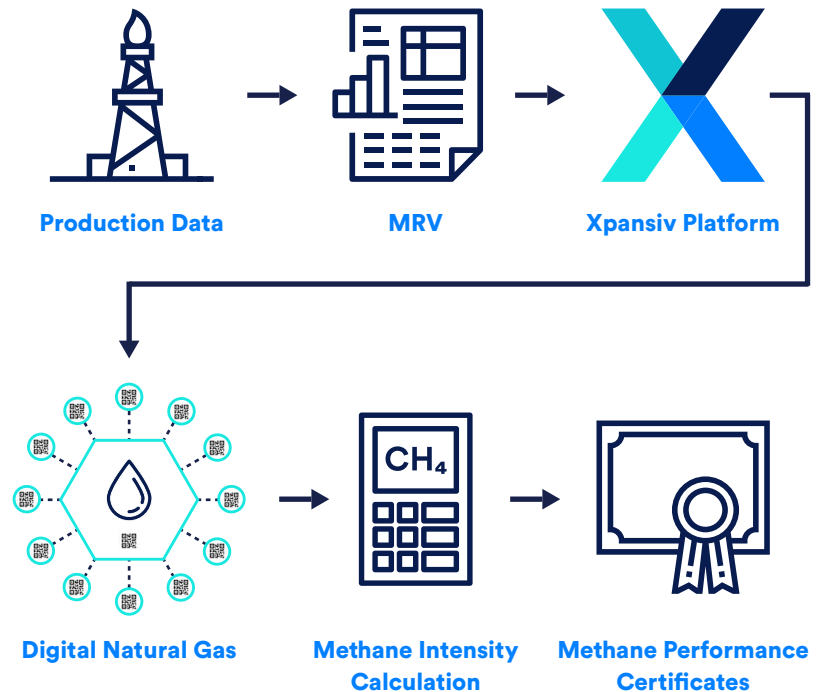 Production Data
MRV
Xpansiv Platform
CH₄
Digital Natural Gas
Methane Intensity
Calculation
Methane Performance
Certificates